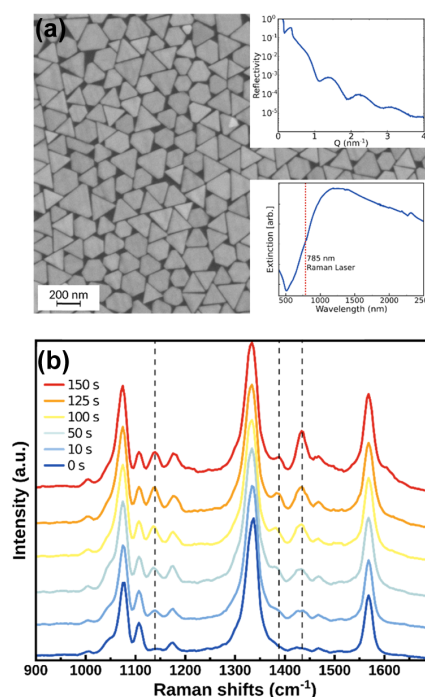 (a)
Reflectivity
10⁰
10⁻¹
10⁻²
10⁻³
10⁻⁴
10⁻⁵
0 1 2 3 4
Q (nm⁻¹)
Extinction [arb.]
785 nm
Raman Laser
500 1000 1500 2000 2500
Wavelength (nm)
200 nm
(b)
150 s
125 s
100 s
50 s
10 s
0 s
Intensity (a.u.)
900 1000 1100 1200 1300 1400 1500 1600
Raman shifts (cm⁻¹)